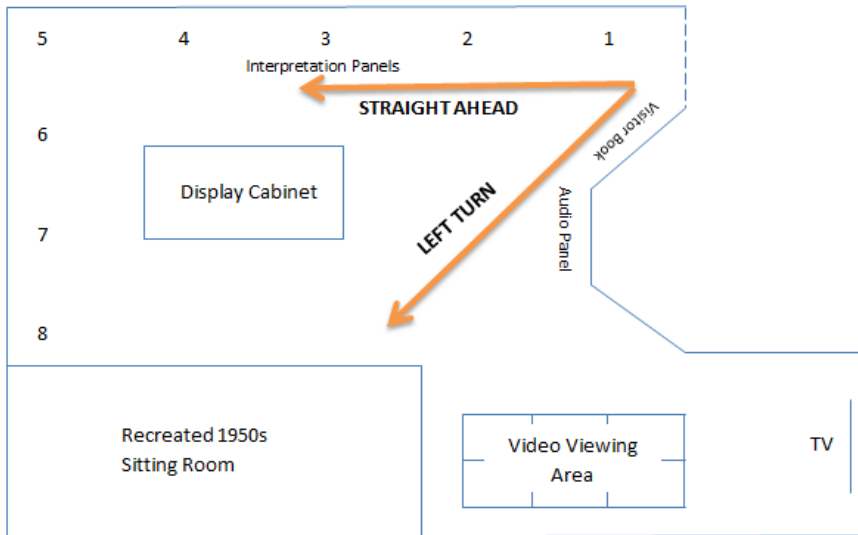 5 4 3 2 1
Interpretation Panels
STRAIGHT AHEAD
Visitor Book
6
Display Cabinet
LEFT TURN
Audio Panel
7
8
Recreated 1950s
Sitting Room
Video Viewing
Area
TV